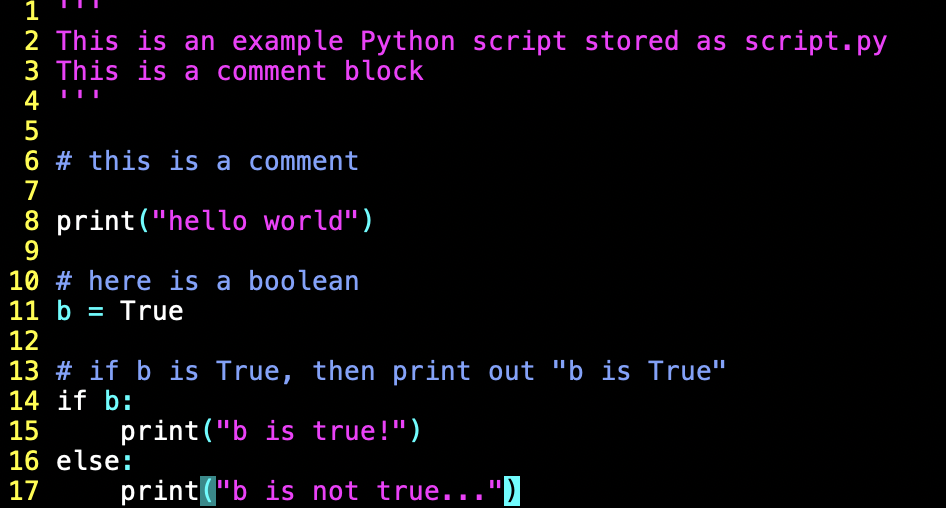 1 '''
2 This is an example Python script stored as script.py
3 This is a comment block
4 '''
5
6 # this is a comment
7
8 print("hello world")
9
10 # here is a boolean
11 b = True
12
13 # if b is True, then print out "b is True"
14 if b:
15     print("b is true!")
16 else:
17     print("b is not true...")